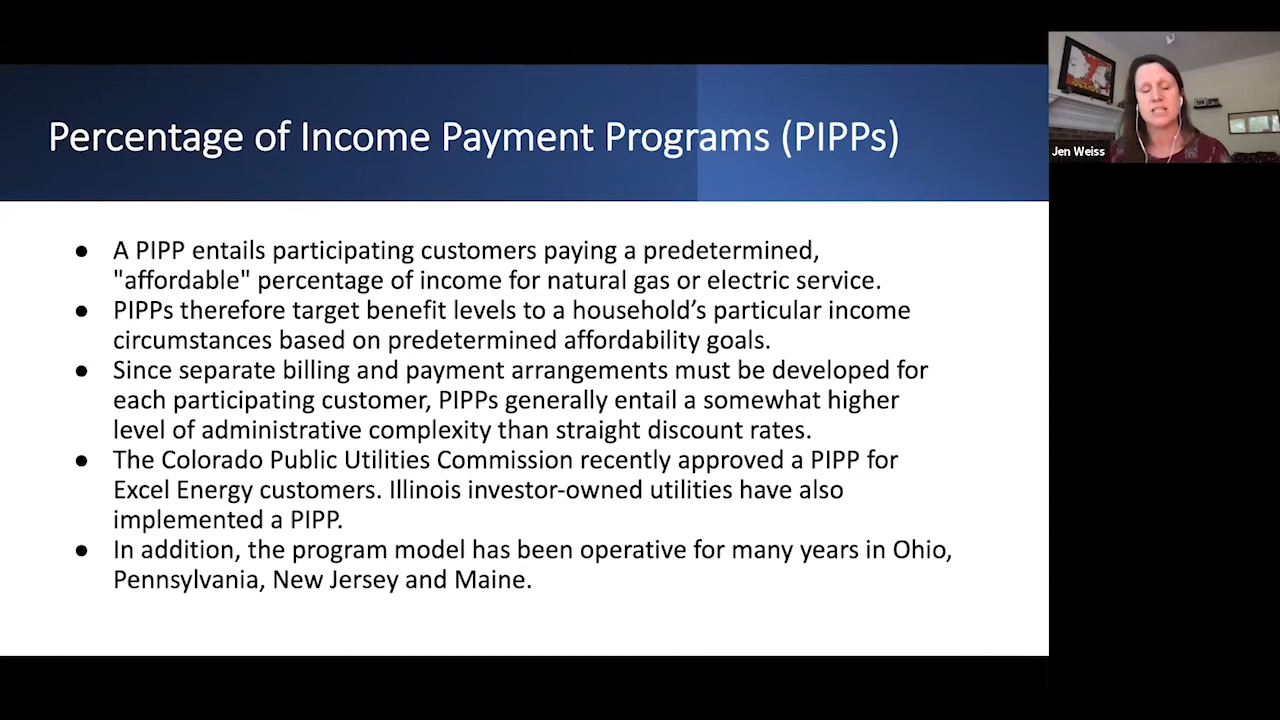 Percentage of Income Payment Programs (PIPPs)
● A PIPP entails participating customers paying a predetermined,
"affordable" percentage of income for natural gas or electric service.
● PIPPs therefore target benefit levels to a household’s particular income
circumstances based on predetermined affordability goals.
● Since separate billing and payment arrangements must be developed for
each participating customer, PIPPs generally entail a somewhat higher
level of administrative complexity than straight discount rates.
● The Colorado Public Utilities Commission recently approved a PIPP for
Excel Energy customers. Illinois investor-owned utilities have also
implemented a PIPP.
● In addition, the program model has been operative for many years in Ohio,
Pennsylvania, New Jersey and Maine.
Jen Weiss